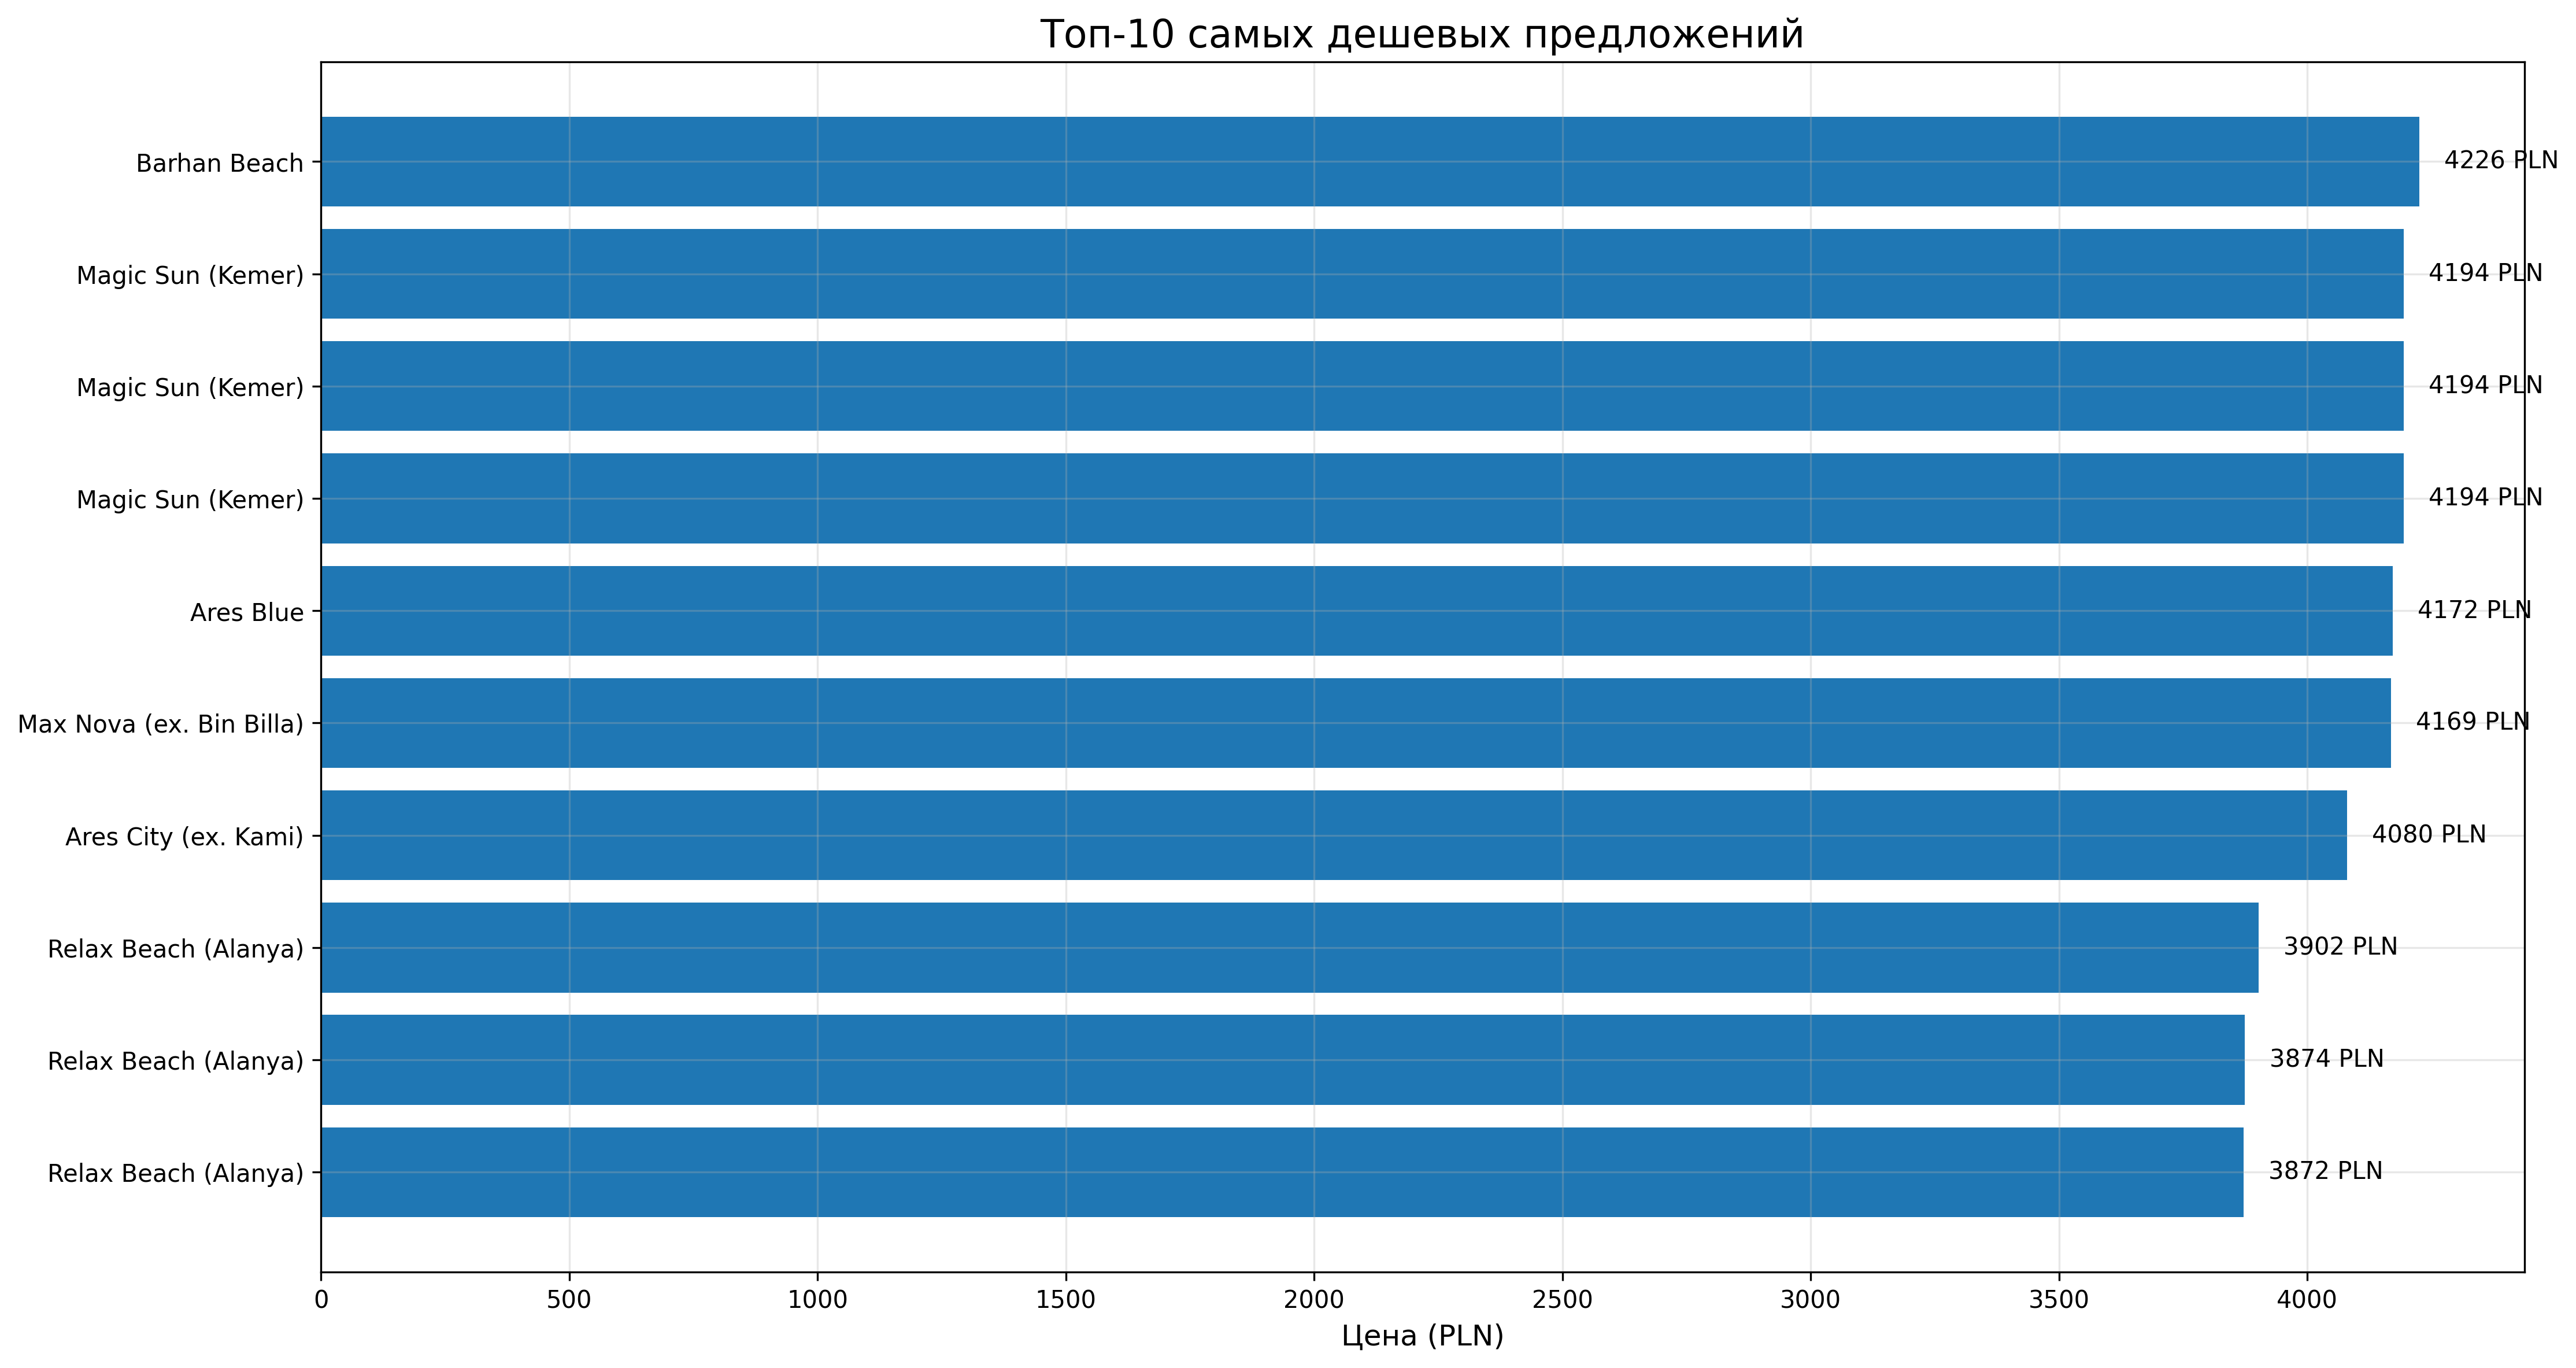 Топ-10 самых дешевых предложений
Barhan Beach
4226 PLN
Magic Sun (Kemer)
4194 PLN
Magic Sun (Kemer)
4194 PLN
Magic Sun (Kemer)
4194 PLN
Ares Blue
4172 PLN
Max Nova (ex. Bin Billa)
4169 PLN
Ares City (ex. Kami)
4080 PLN
Relax Beach (Alanya)
3902 PLN
Relax Beach (Alanya)
3874 PLN
Relax Beach (Alanya)
3872 PLN
0 500 1000 1500 2000 2500 3000 3500 4000
Цена (PLN)